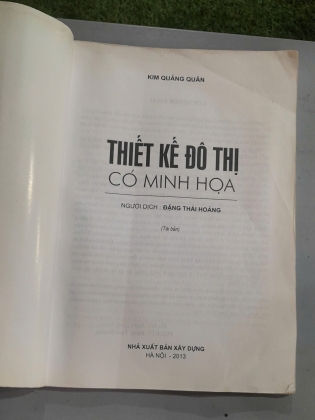 KIM QUẢNG QUÂN
THIẾT KẾ ĐÔ THỊ
CÓ MINH HỌA
NGƯỜI DỊCH : ĐẶNG THÁI HOÀNG
(Tái bản)
NHÀ XUẤT BẢN XÂY DỰNG
HÀ NỘI - 2013